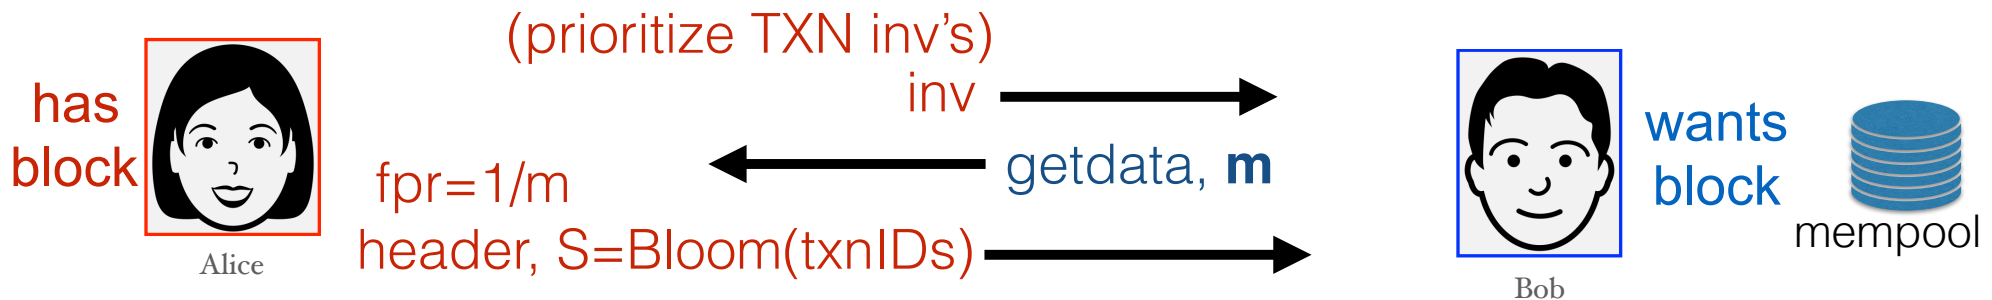 (prioritize TXN inv's)
has
block
inv
getdata, m
fpr=1/m
header, S=Bloom(txnIDs)
Alice
wants
block
mempool
Bob